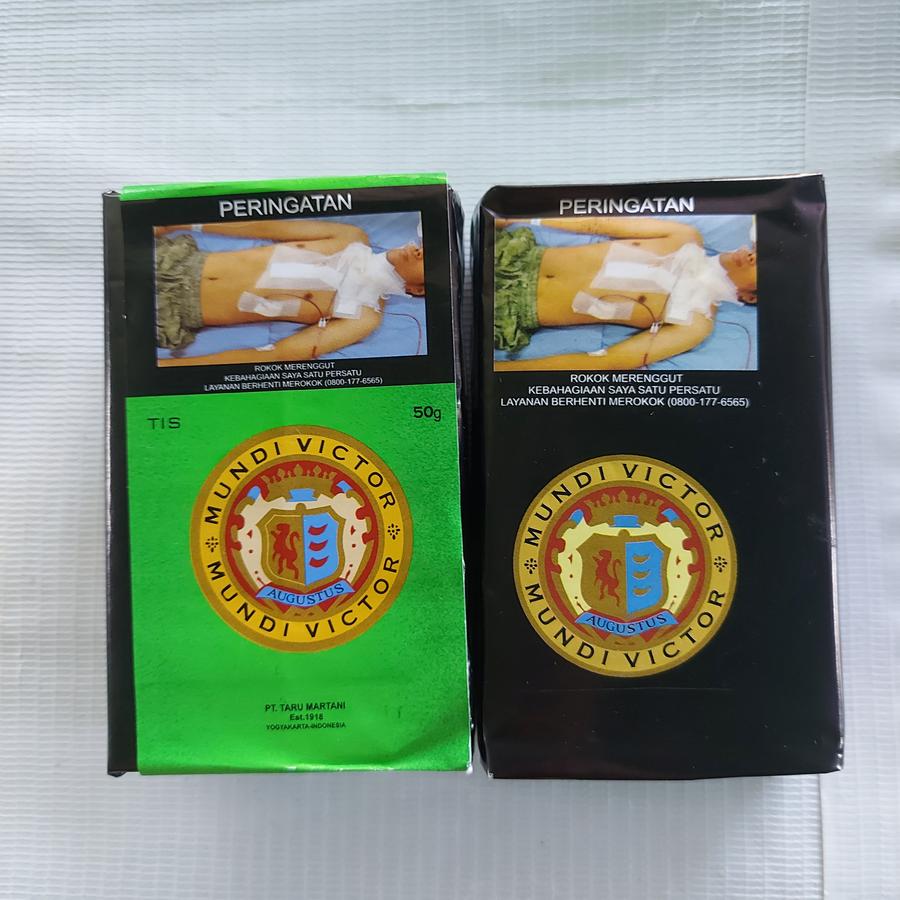 PERINGATAN
ROKOK MERENGGUT
KEBAHAGIAAN SAYA SATU PERSATU
LAYANAN BERHENTI MEROKOK (0800-177-6565)
TIS
50g
MUNDI VICTOR
AUGUSTUS
MUNDI VICTOR
PT. TARU MARTANI
Est.1918
YOGYAKARTA-INDONESIA
PERINGATAN
ROKOK MERENGGUT
KEBAHAGIAAN SAYA SATU PERSATU
LAYANAN BERHENTI MEROKOK (0800-177-6565)
MUNDI VICTOR
AUGUSTUS
MUNDI VICTOR